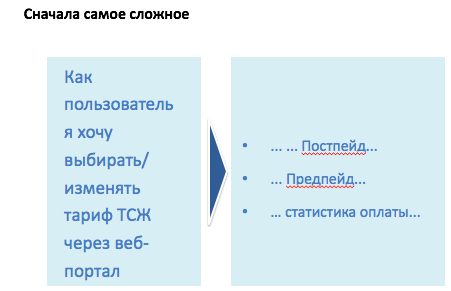 Сначала самое сложное
Как
пользователь
я хочу
выбирать/
изменять
тариф ТСЖ
через веб-
портал
• ... ... Постпейд...
• ... Предпейд...
• ... статистика оплаты...